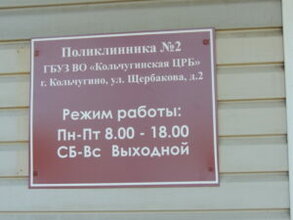 Поликлиника №2
ГБУЗ ВО «Кольчугинская ЦРБ»
г. Кольчугино, ул. Щербакова, д.2
Режим работы:
Пн-Пт 8.00 - 18.00
СБ-Вс Выходной